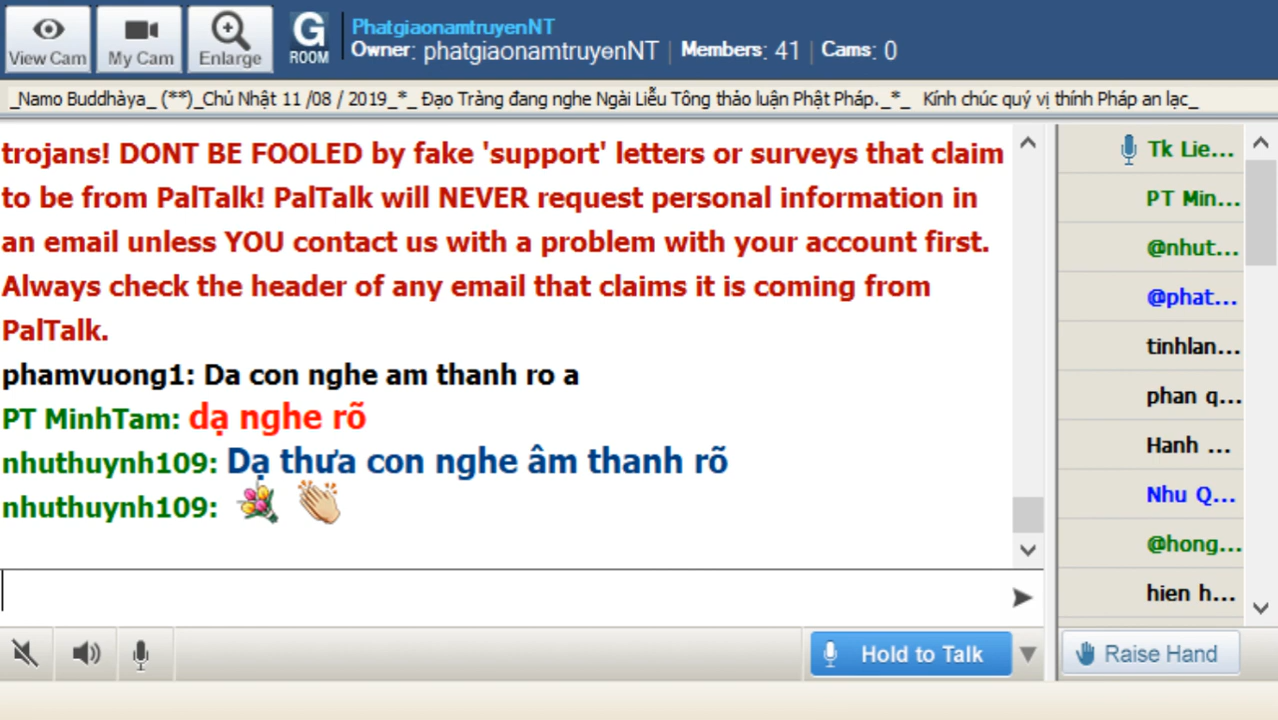 View Cam
My Cam
Enlarge
G
ROOM
PhatgiaonamtruyenNT
Owner: phatgiaonamtruyenNT | Members: 41 | Cams: 0
_Namo Buddhàya_ (**)_Chủ Nhật 11 /08 / 2019_*_ Đạo Tràng đang nghe Ngài Liễu Tông thảo luận Phật Pháp._*_ Kính chúc quý vị thính Pháp an lạc_
trojans! DONT BE FOOLED by fake 'support' letters or surveys that claim
to be from PalTalk! PalTalk will NEVER request personal information in
an email unless YOU contact us with a problem with your account first.
Always check the header of any email that claims it is coming from
PalTalk.
phamvuong1: Da con nghe am thanh ro a
PT MinhTam: dạ nghe rõ
nhuthuynh109: Dạ thưa con nghe âm thanh rõ
nhuthuynh109:
Tk Lie...
PT Min...
@nhut...
@phat...
tinhlan...
phan q...
Hanh ...
Nhu Q...
@hong...
hien h...
Hold to Talk
Raise Hand